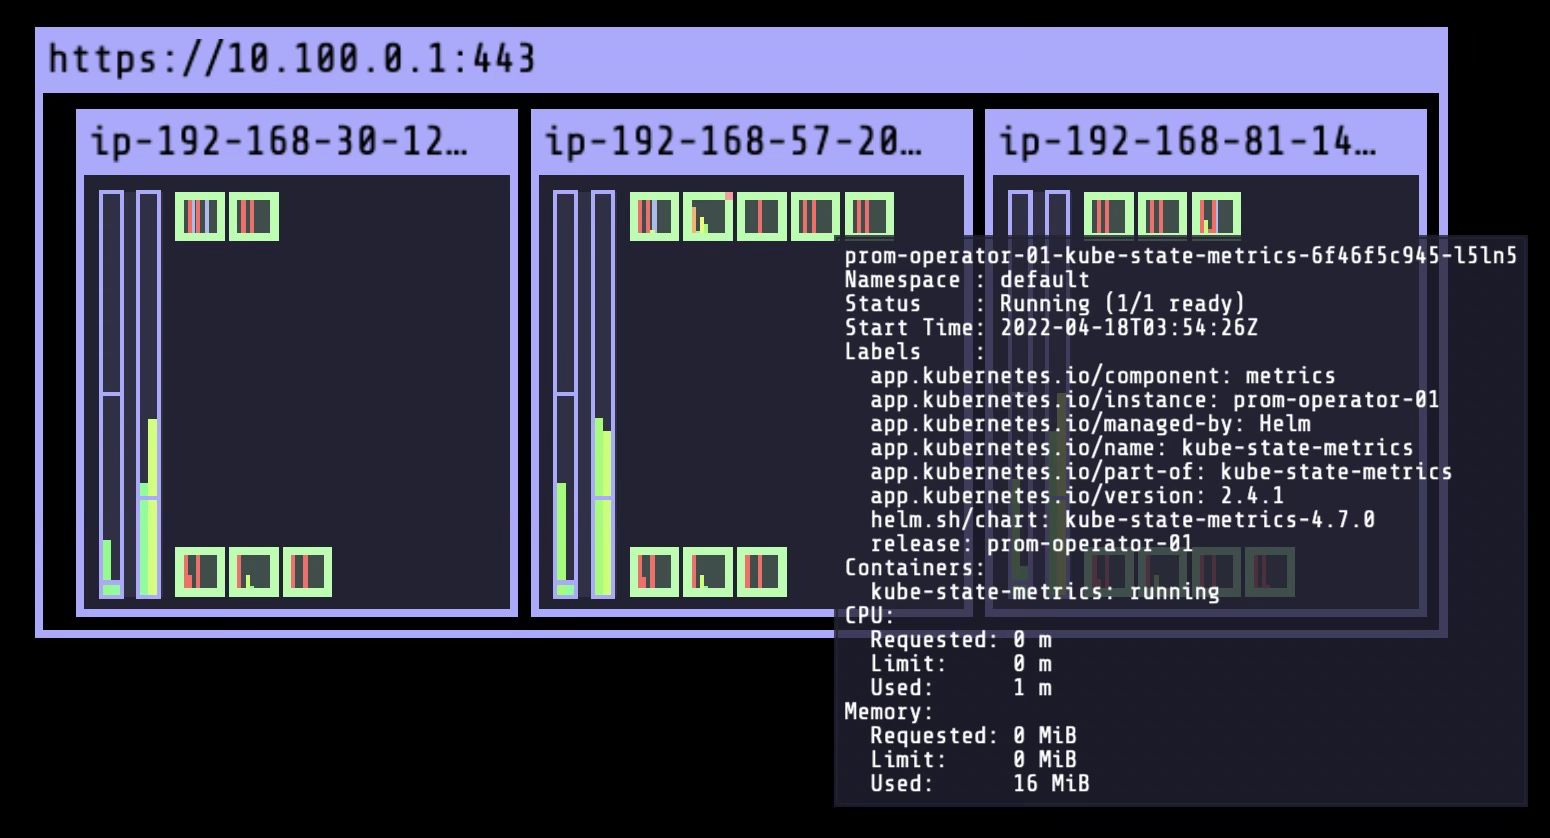 https://10.100.0.1:443
ip-192-168-30-12…
ip-192-168-57-20…
ip-192-168-81-14…
prom-operator-01-kube-state-metrics-6f46f5c945-l5ln5
Namespace : default
Status    : Running (1/1 ready)
Start Time: 2022-04-18T03:54:26Z
Labels    :
  app.kubernetes.io/component: metrics
  app.kubernetes.io/instance: prom-operator-01
  app.kubernetes.io/managed-by: Helm
  app.kubernetes.io/name: kube-state-metrics
  app.kubernetes.io/part-of: kube-state-metrics
  app.kubernetes.io/version: 2.4.1
  helm.sh/chart: kube-state-metrics-4.7.0
  release: prom-operator-01
Containers:
  kube-state-metrics: running
CPU:
  Requested: 0 m
  Limit:     0 m
  Used:      1 m
Memory:
  Requested: 0 MiB
  Limit:     0 MiB
  Used:      16 MiB